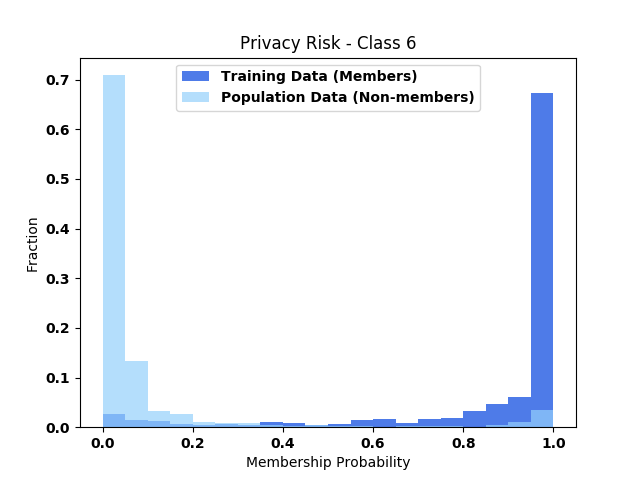 Privacy Risk - Class 6
Training Data (Members)
Population Data (Non-members)
Fraction
0.7
0.6
0.5
0.4
0.3
0.2
0.1
0.0
0.0 0.2 0.4 0.6 0.8 1.0
Membership Probability